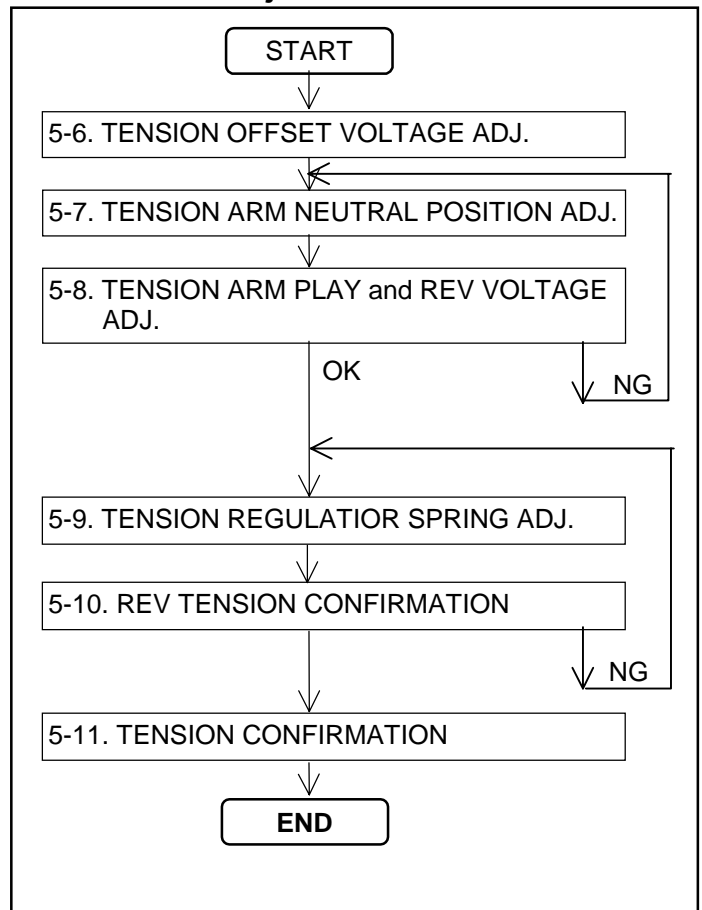 START
5-6. TENSION OFFSET VOLTAGE ADJ.
5-7. TENSION ARM NEUTRAL POSITION ADJ.
5-8. TENSION ARM PLAY and REV VOLTAGE
ADJ.
OK
NG
5-9. TENSION REGULATIOR SPRING ADJ.
5-10. REV TENSION CONFIRMATION
NG
5-11. TENSION CONFIRMATION
END